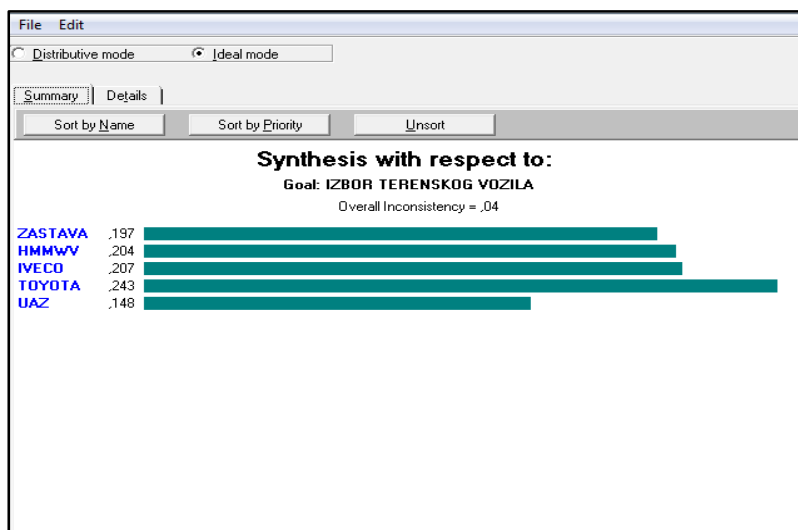 File Edit
Distributive mode Ideal mode
Summary Details
Sort by Name Sort by Priority Unsort
Synthesis with respect to:
Goal: IZBOR TERENSKOG VOZILA
Overall Inconsistency = ,04
ZASTAVA ,197
HMMWV ,204
IVECO ,207
TOYOTA ,243
UAZ ,148